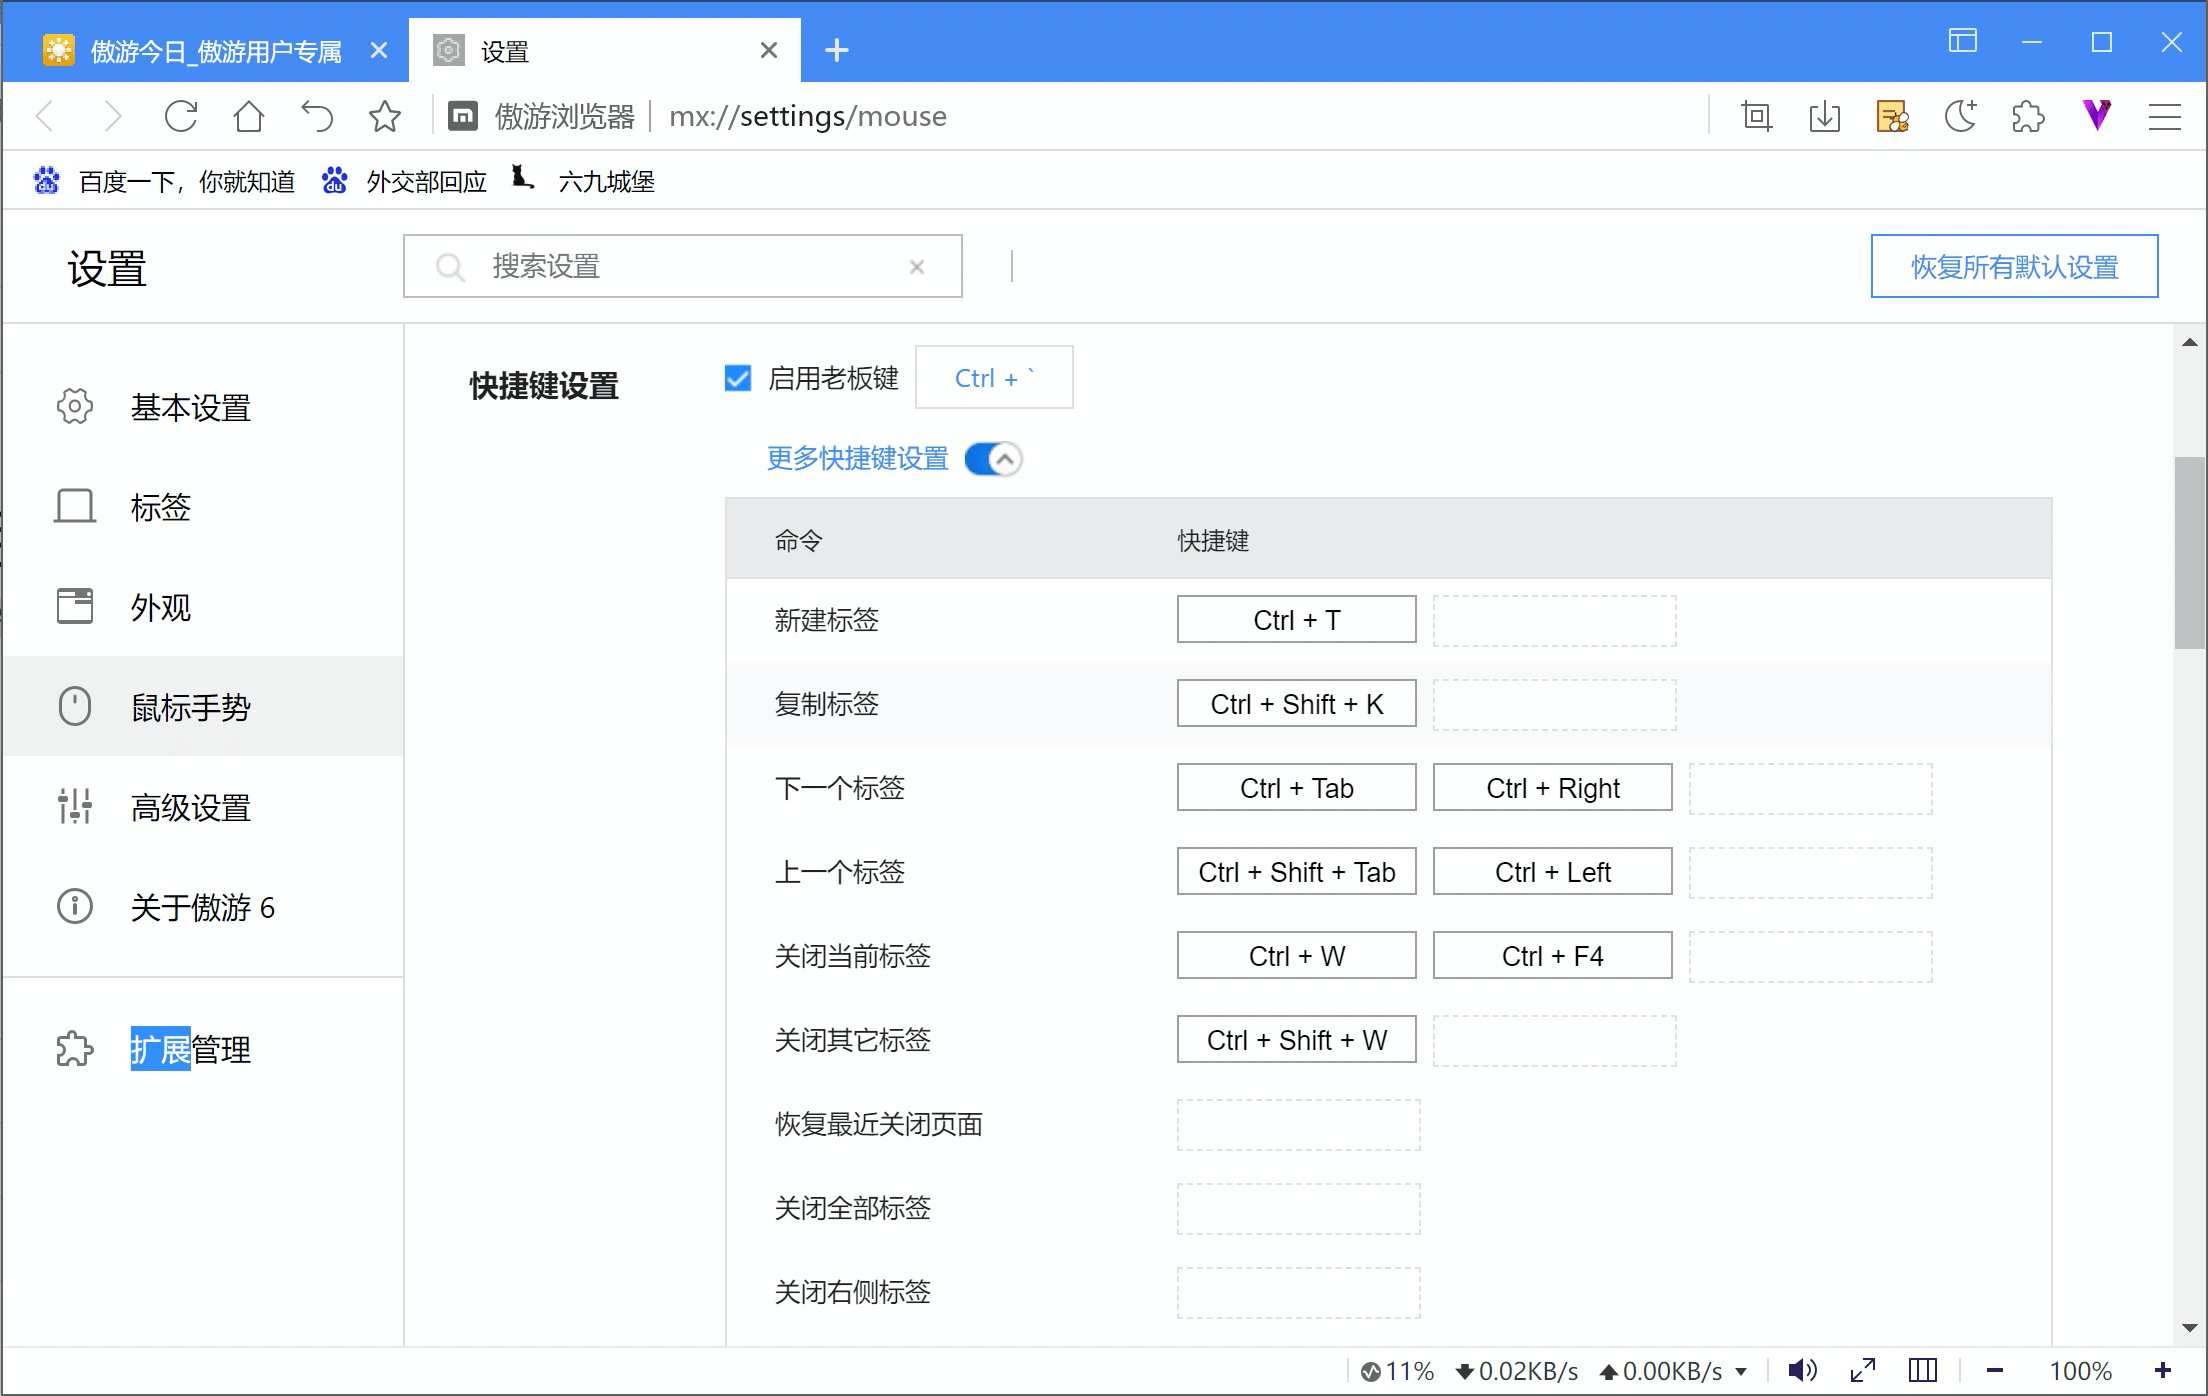 傲游今日_傲游用户专属
设置
傲游浏览器 mx://settings/mouse
百度一下，你就知道 外交部回应 六九城堡
设置 搜索设置 恢复所有默认设置
基本设置
标签
外观
鼠标手势
高级设置
关于傲游 6
扩展管理
快捷键设置 启用老板键 Ctrl + `
更多快捷键设置
命令 快捷键
新建标签 Ctrl + T
复制标签 Ctrl + Shift + K
下一个标签 Ctrl + Tab Ctrl + Right
上一个标签 Ctrl + Shift + Tab Ctrl + Left
关闭当前标签 Ctrl + W Ctrl + F4
关闭其它标签 Ctrl + Shift + W
恢复最近关闭页面
关闭全部标签
关闭右侧标签
11% 0.02KB/s 0.00KB/s 100%